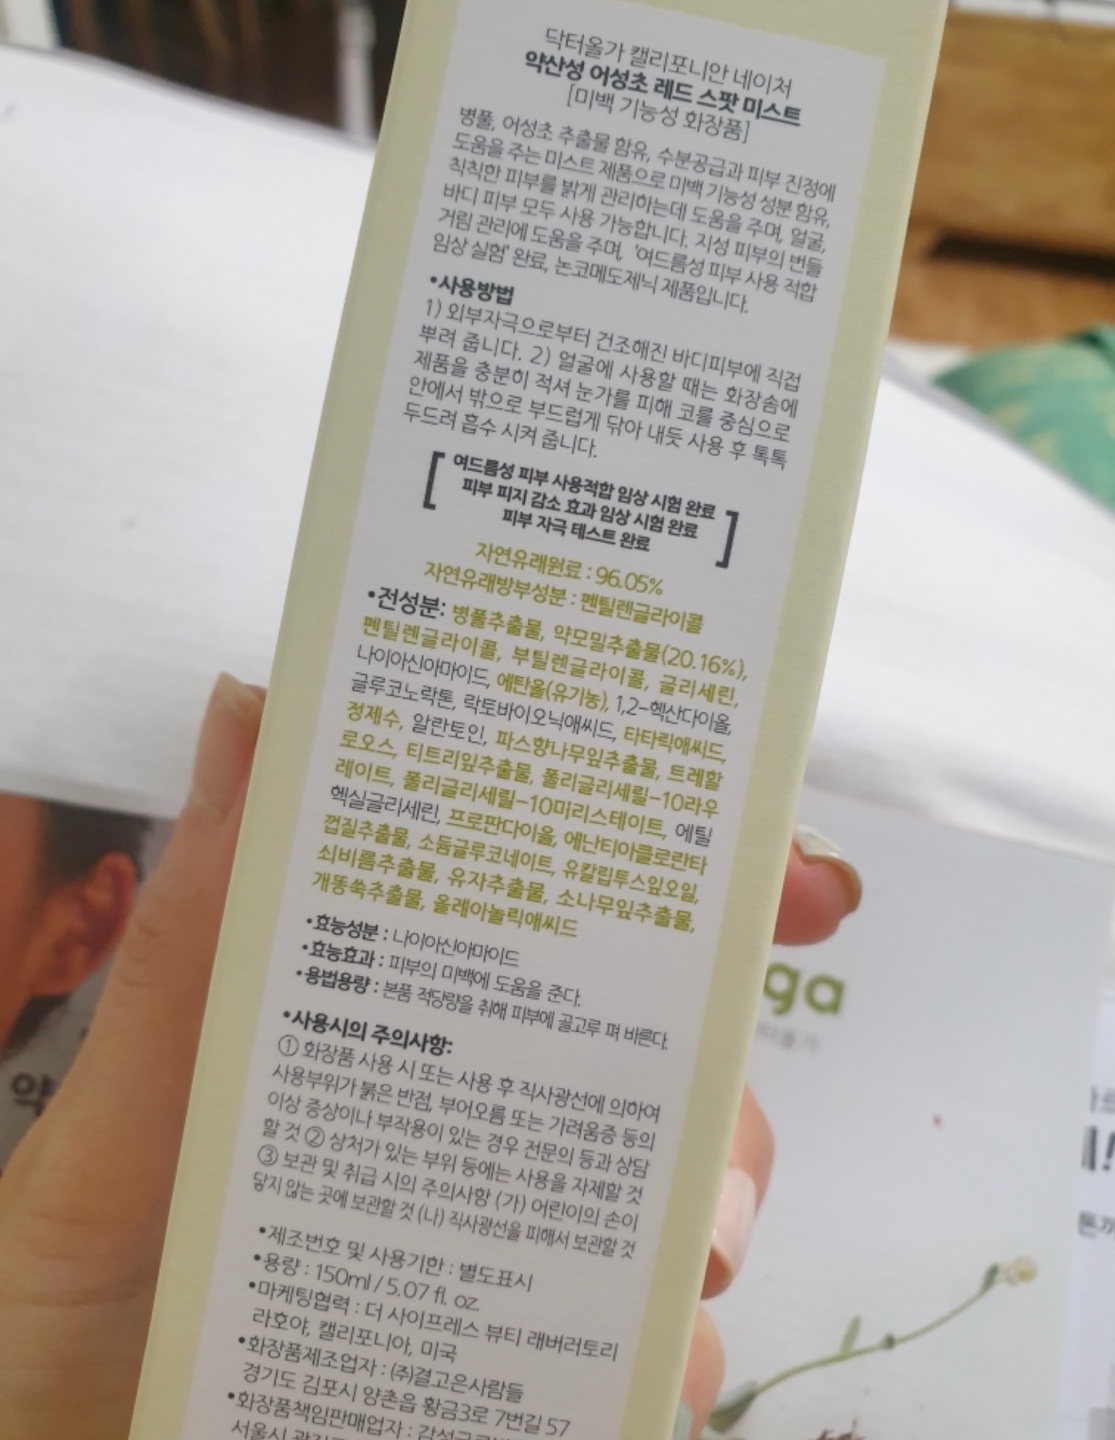 닥터올가 캘리포니안 네이처
약산성 어성초 레드 스팟 미스트
[미백 기능성 화장품]
병풀, 어성초 추출물 함유, 수분공급과 피부 진정에
도움을 주는 미스트 제품으로 미백 기능성 성분 함유,
칙칙한 피부를 밝게 관리하는데 도움을 주며, 얼굴,
바디 피부 모두 사용 가능합니다. 지성 피부의 번들
거림 관리에 도움을 주며, '여드름성 피부 사용 적합
임상 실험' 완료, 논코메도제닉 제품입니다.
•사용방법
1) 외부자극으로부터 건조해진 바디피부에 직접
뿌려 줍니다. 2) 얼굴에 사용할 때는 화장솜에
제품을 충분히 적셔 눈가를 피해 코를 중심으로
안에서 밖으로 부드럽게 닦아 내듯 사용 후 톡톡
두드려 흡수 시켜 줍니다.
[여드름성 피부 사용적합 임상 시험 완료
피부 피지 감소 효과 임상 시험 완료
피부 자극 테스트 완료]
자연유래원료 : 96.05%
자연유래방부성분 : 펜틸렌글라이콜
•전성분: 병풀추출물, 약모밀추출물(20.16%),
펜틸렌글라이콜, 부틸렌글라이콜, 글리세린,
나이아신아마이드, 에탄올(유기농), 1,2-헥산다이올,
글루코노락톤, 락토바이오닉애씨드, 타타릭애씨드,
정제수, 알란토인, 파스향나무잎추출물, 트레할
로오스, 티트리잎추출물, 폴리글리세릴-10라우
레이트, 폴리글리세릴-10미리스테이트, 에틸
헥실글리세린, 프로판다이올, 에난티아클로란타
껍질추출물, 소듐글루코네이트, 유칼립투스잎오일,
쇠비름추출물, 유자추출물, 소나무잎추출물,
개똥쑥추출물, 올레아놀릭애씨드
•효능성분 : 나이아신아마이드
•효능효과 : 피부의 미백에 도움을 준다.
•용법용량 : 본품 적당량을 취해 피부에 골고루 펴 바른다.
•사용시의 주의사항:
① 화장품 사용 시 또는 사용 후 직사광선에 의하여
사용부위가 붉은 반점, 부어오름 또는 가려움증 등의
이상 증상이나 부작용이 있는 경우 전문의 등과 상담
할 것 ② 상처가 있는 부위 등에는 사용을 자제할 것
③ 보관 및 취급 시의 주의사항 (가) 어린이의 손이
닿지 않는 곳에 보관할 것 (나) 직사광선을 피해서 보관할 것
•제조번호 및 사용기한 : 별도표시
•용량 : 150ml / 5.07 fl. oz.
•마케팅협력 : 더 사이프레스 뷰티 래버러토리
라호야, 캘리포니아, 미국
•화장품제조업자 : (주)결고은사람들
경기도 김포시 양촌읍 황금3로 7번길 57
•화장품책임판매업자 :
서울시
ga